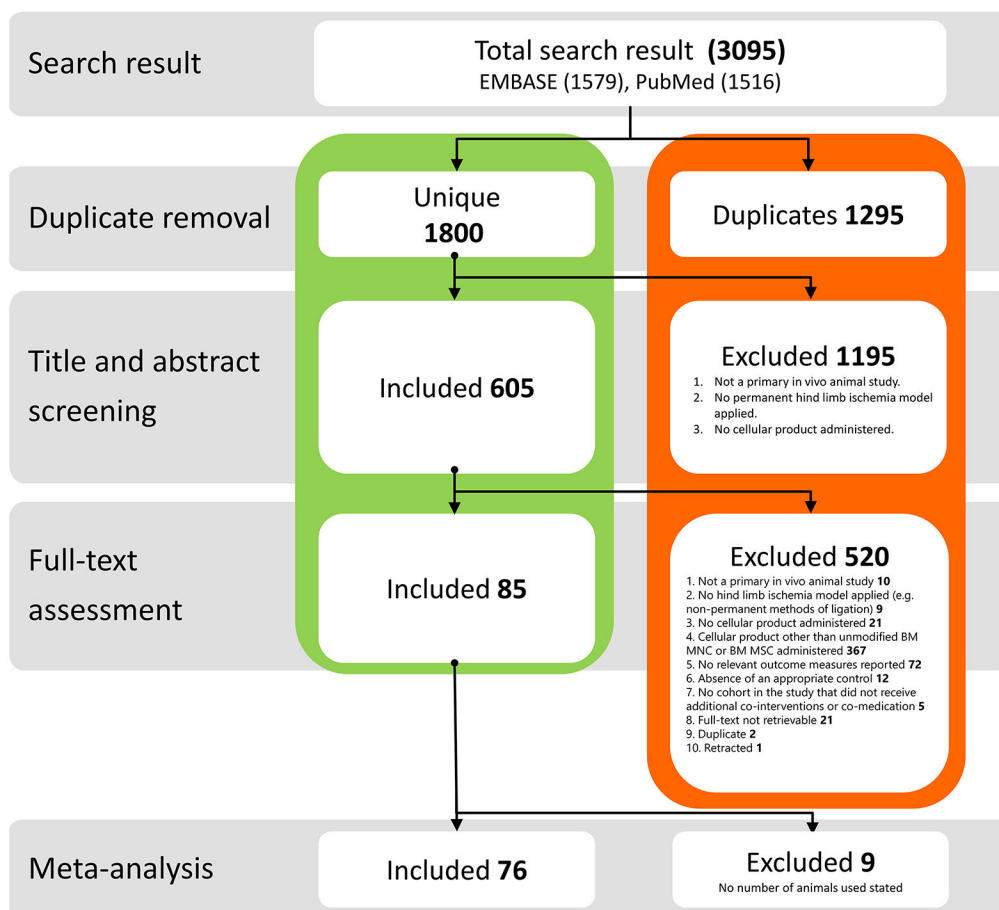 Search result
Total search result (3095)
EMBASE (1579), PubMed (1516)
Duplicate removal
Unique
1800
Duplicates 1295
Title and abstract
screening
Included 605
Excluded 1195
1. Not a primary in vivo animal study.
2. No permanent hind limb ischemia model
applied.
3. No cellular product administered.
Full-text
assessment
Included 85
Excluded 520
1. Not a primary in vivo animal study 10
2. No hind limb ischemia model applied (e.g.
non-permanent methods of ligation) 9
3. No cellular product administered 21
4. Cellular product other than unmodified BM
MNC or BM MSC administered 367
5. No relevant outcome measures reported 72
6. Absence of an appropriate control 12
7. No cohort in the study that did not receive
additional co-interventions or co-medication 5
8. Full-text not retrievable 21
9. Duplicate 2
10. Retracted 1
Meta-analysis
Included 76
Excluded 9
No number of animals used stated